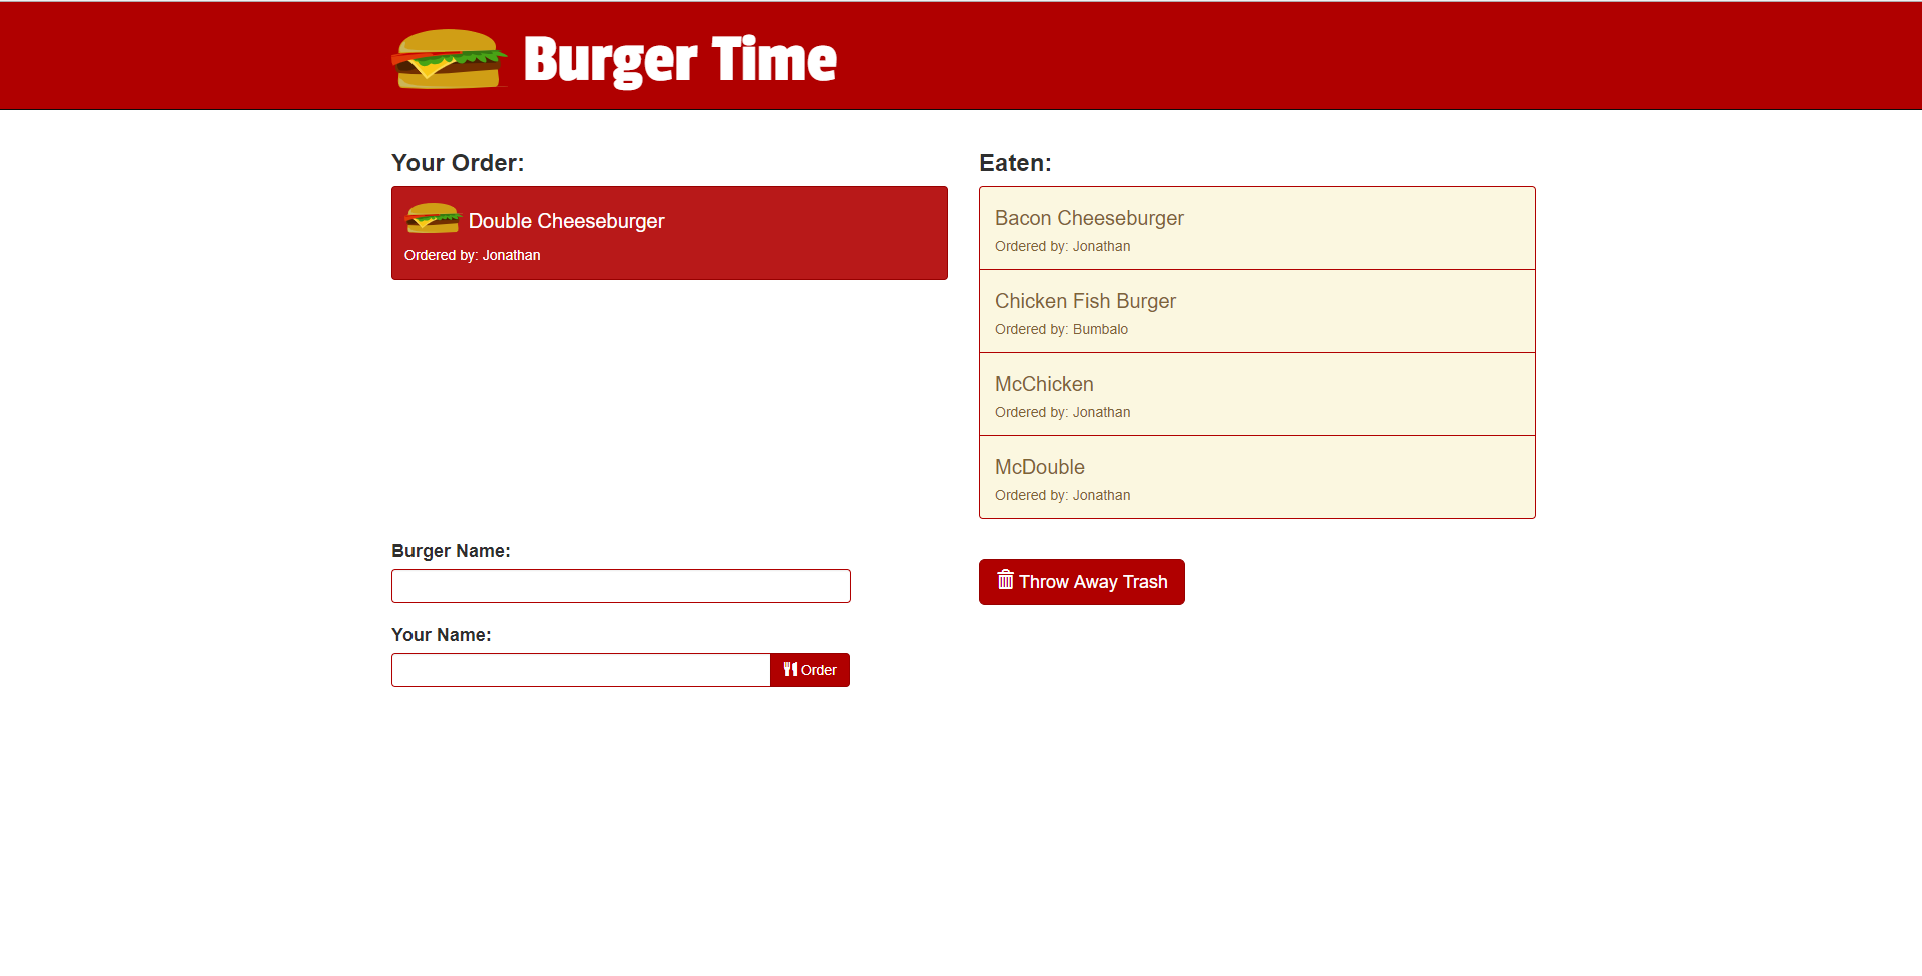 Burger Time
Your Order:
Double Cheeseburger
Ordered by: Jonathan
Eaten:
Bacon Cheeseburger
Ordered by: Jonathan
Chicken Fish Burger
Ordered by: Bumbalo
McChicken
Ordered by: Jonathan
McDouble
Ordered by: Jonathan
Burger Name:
Your Name:
Order
Throw Away Trash